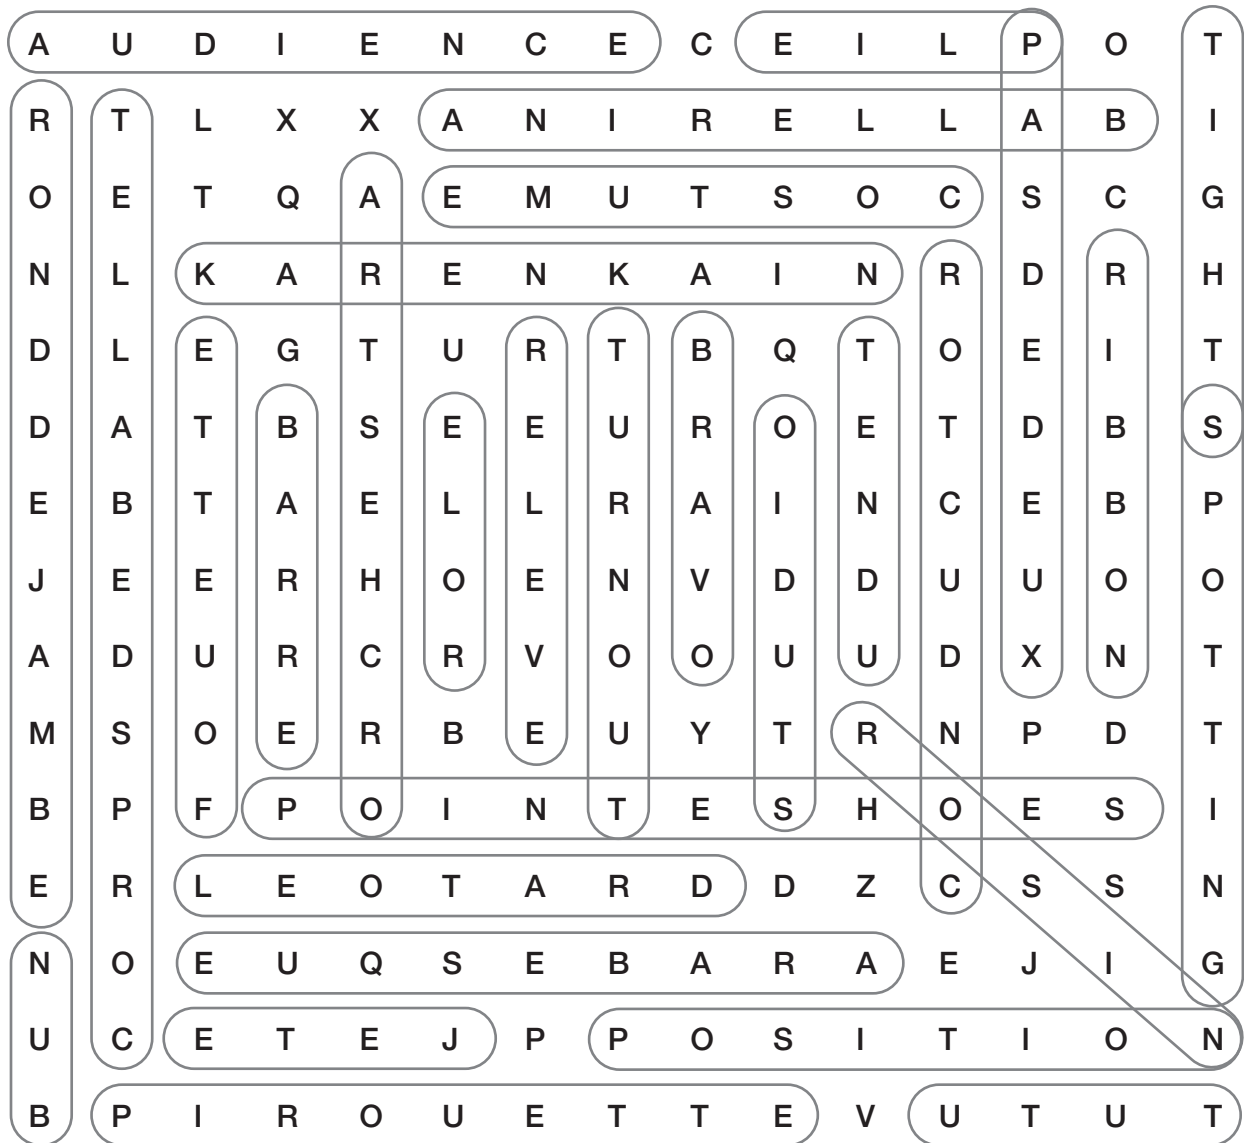 A U D I E N C E C E I L P O T
R T L X X A N I R E L L A B I
O E T Q A E M U T S O C S C G
N L K A R E N K A I N R D R H
D L E G T U R T B Q T O E I T
D A T B S E E U R O E T D B S
E B T A E L L R A I N C E B P
J E E R H O E N V D D U U O O
A D U R C R V O O U U D X N T
M S O E R B E U Y T R N P D T
B P F P O I N T E S H O E S I
E R L E O T A R D D Z C S S N
N O E U Q S E B A R A E J I G
U C E T E J P P O S I T I O N
B P I R O U E T T E V U T U T